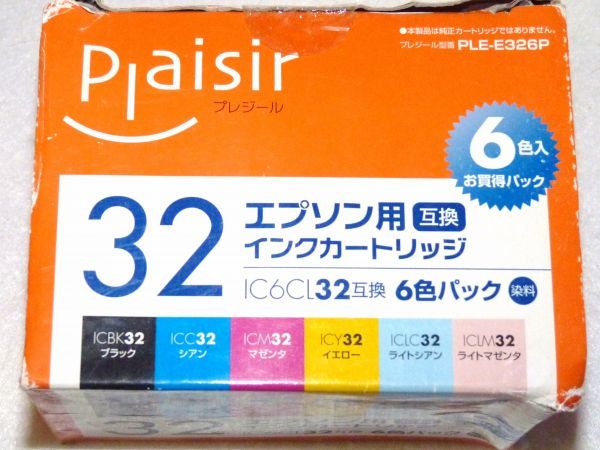 ●本製品は純正カートリッジではありません。
プレジール型番 PLE-E326P
Plaisir
プレジール
6色入
お買得パック
32
エプソン用 互換
インクカートリッジ
IC6CL32互換 6色パック 染料
ICBK32
ブラック
ICC32
シアン
ICM32
マゼンタ
ICY32
イエロー
ICLC32
ライトシアン
ICLM32
ライトマゼンタ